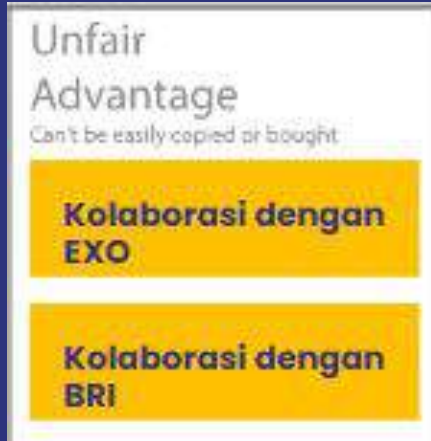 Unfair
Advantage
Can't be easily copied or bought
Kolaborasi dengan
EXO
Kolaborasi dengan
BRI